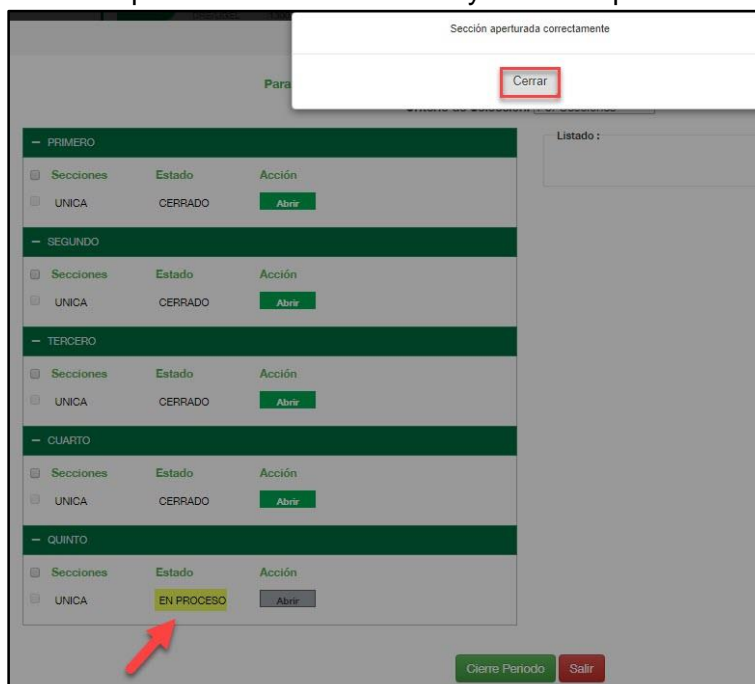 Sección aperturada correctamente
Cerrar
Para
Listado :
− PRIMERO
Secciones Estado Acción
UNICA CERRADO Abrir
− SEGUNDO
Secciones Estado Acción
UNICA CERRADO Abrir
− TERCERO
Secciones Estado Acción
UNICA CERRADO Abrir
− CUARTO
Secciones Estado Acción
UNICA CERRADO Abrir
− QUINTO
Secciones Estado Acción
UNICA EN PROCESO Abrir
Cierre Periodo Salir